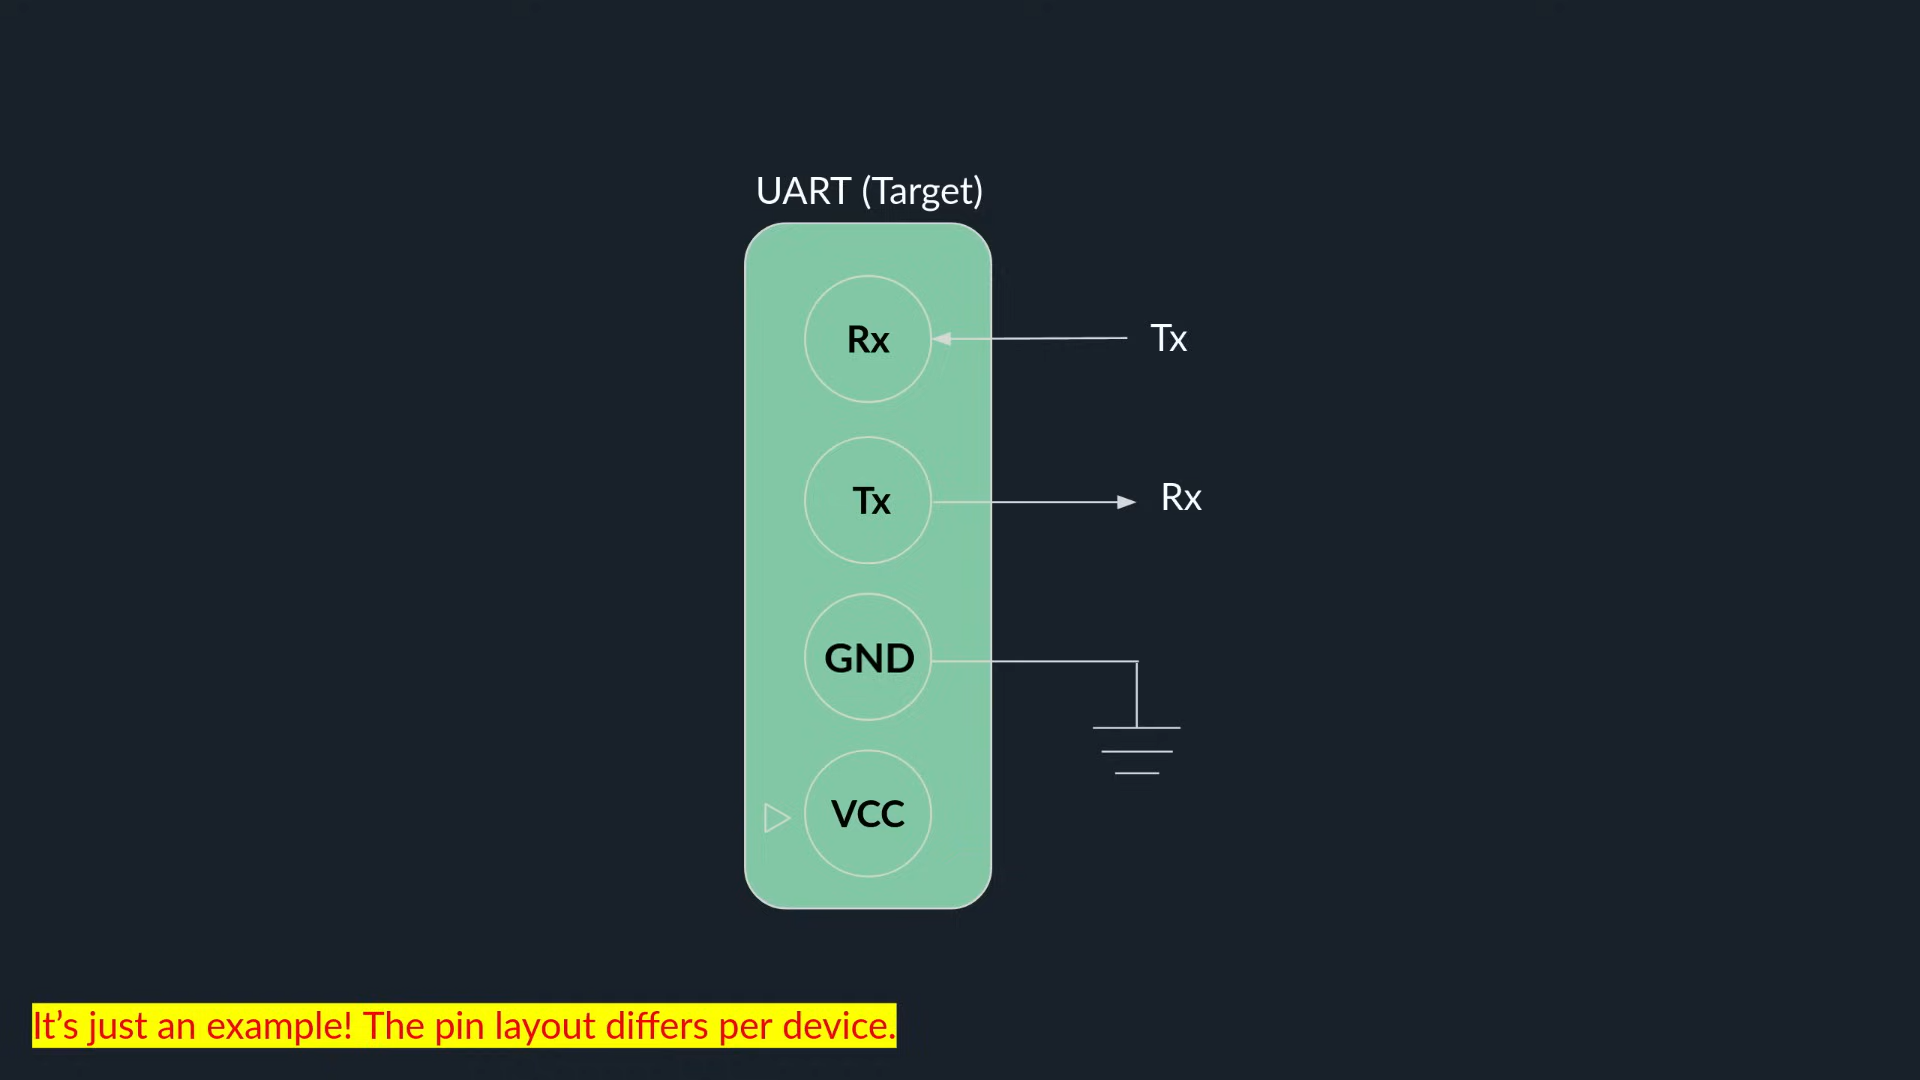 UART (Target)
Rx
Tx
Tx
Rx
GND
VCC
It’s just an example! The pin layout differs per device.